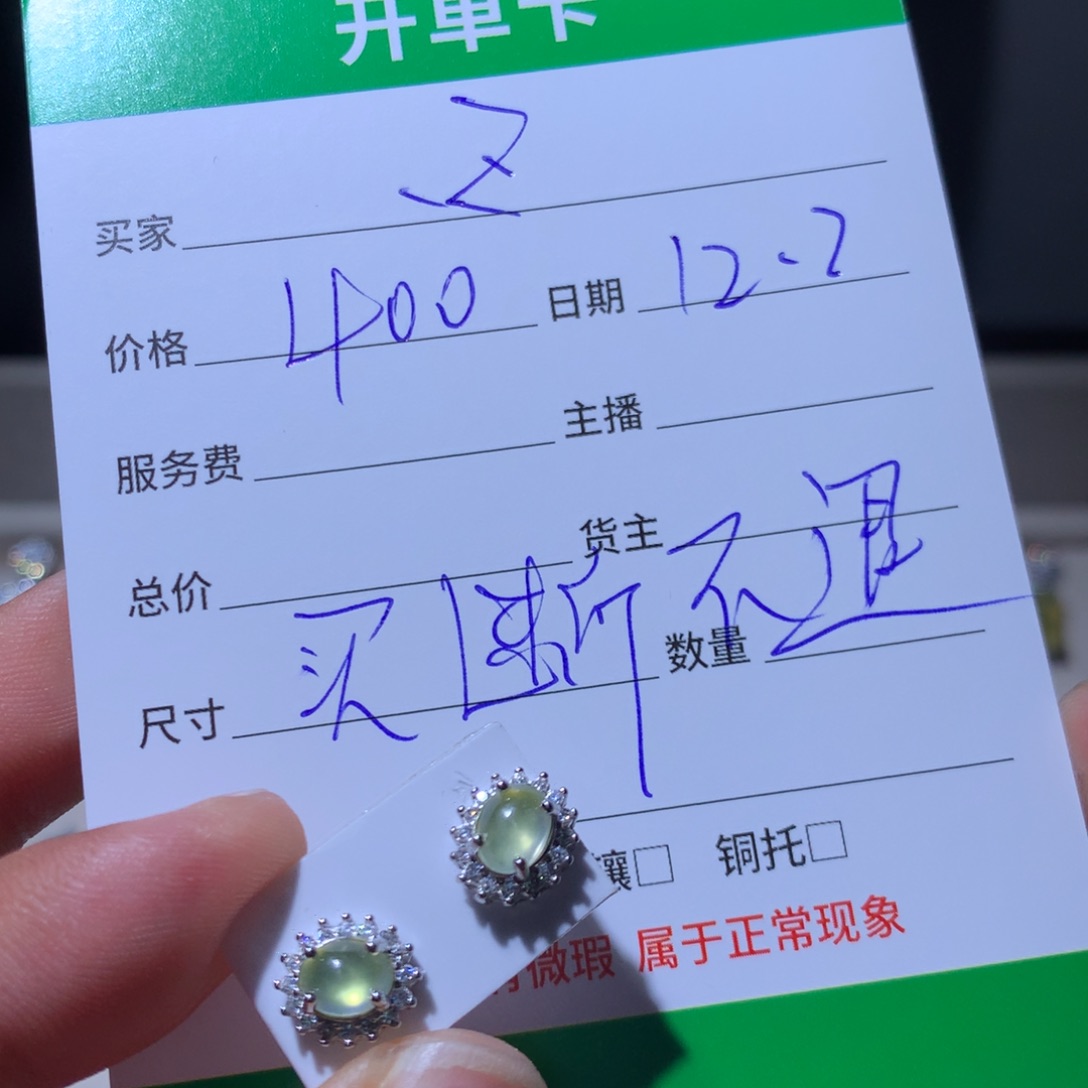 开单卡
买家
价格 400 日期 12.2
服务费 主播
总价 货主
买断不退
尺寸 数量
镶□ 铜托□
微瑕 属于正常现象